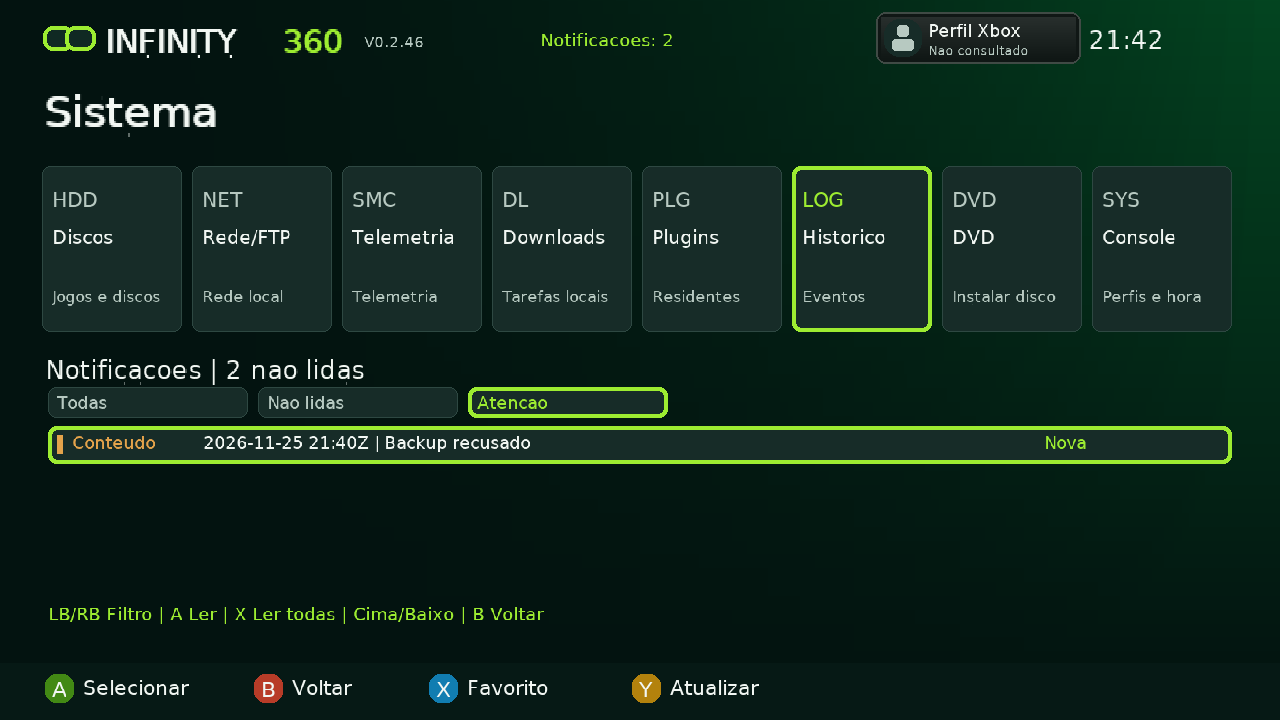 INFINITY 360 V0.2.46 Notificacoes: 2 Perfil Xbox 21:42
Nao consultado
Sistema
HDD NET SMC DL PLG LOG DVD SYS
Discos Rede/FTP Telemetria Downloads Plugins Historico DVD Console
Jogos e discos Rede local Telemetria Tarefas locais Residentes Eventos Instalar disco Perfis e hora
Notificacoes | 2 nao lidas
Todas Nao lidas Atencao
Conteudo 2026-11-25 21:40Z | Backup recusado Nova
LB/RB Filtro | A Ler | X Ler todas | Cima/Baixo | B Voltar
A Selecionar B Voltar X Favorito Y Atualizar